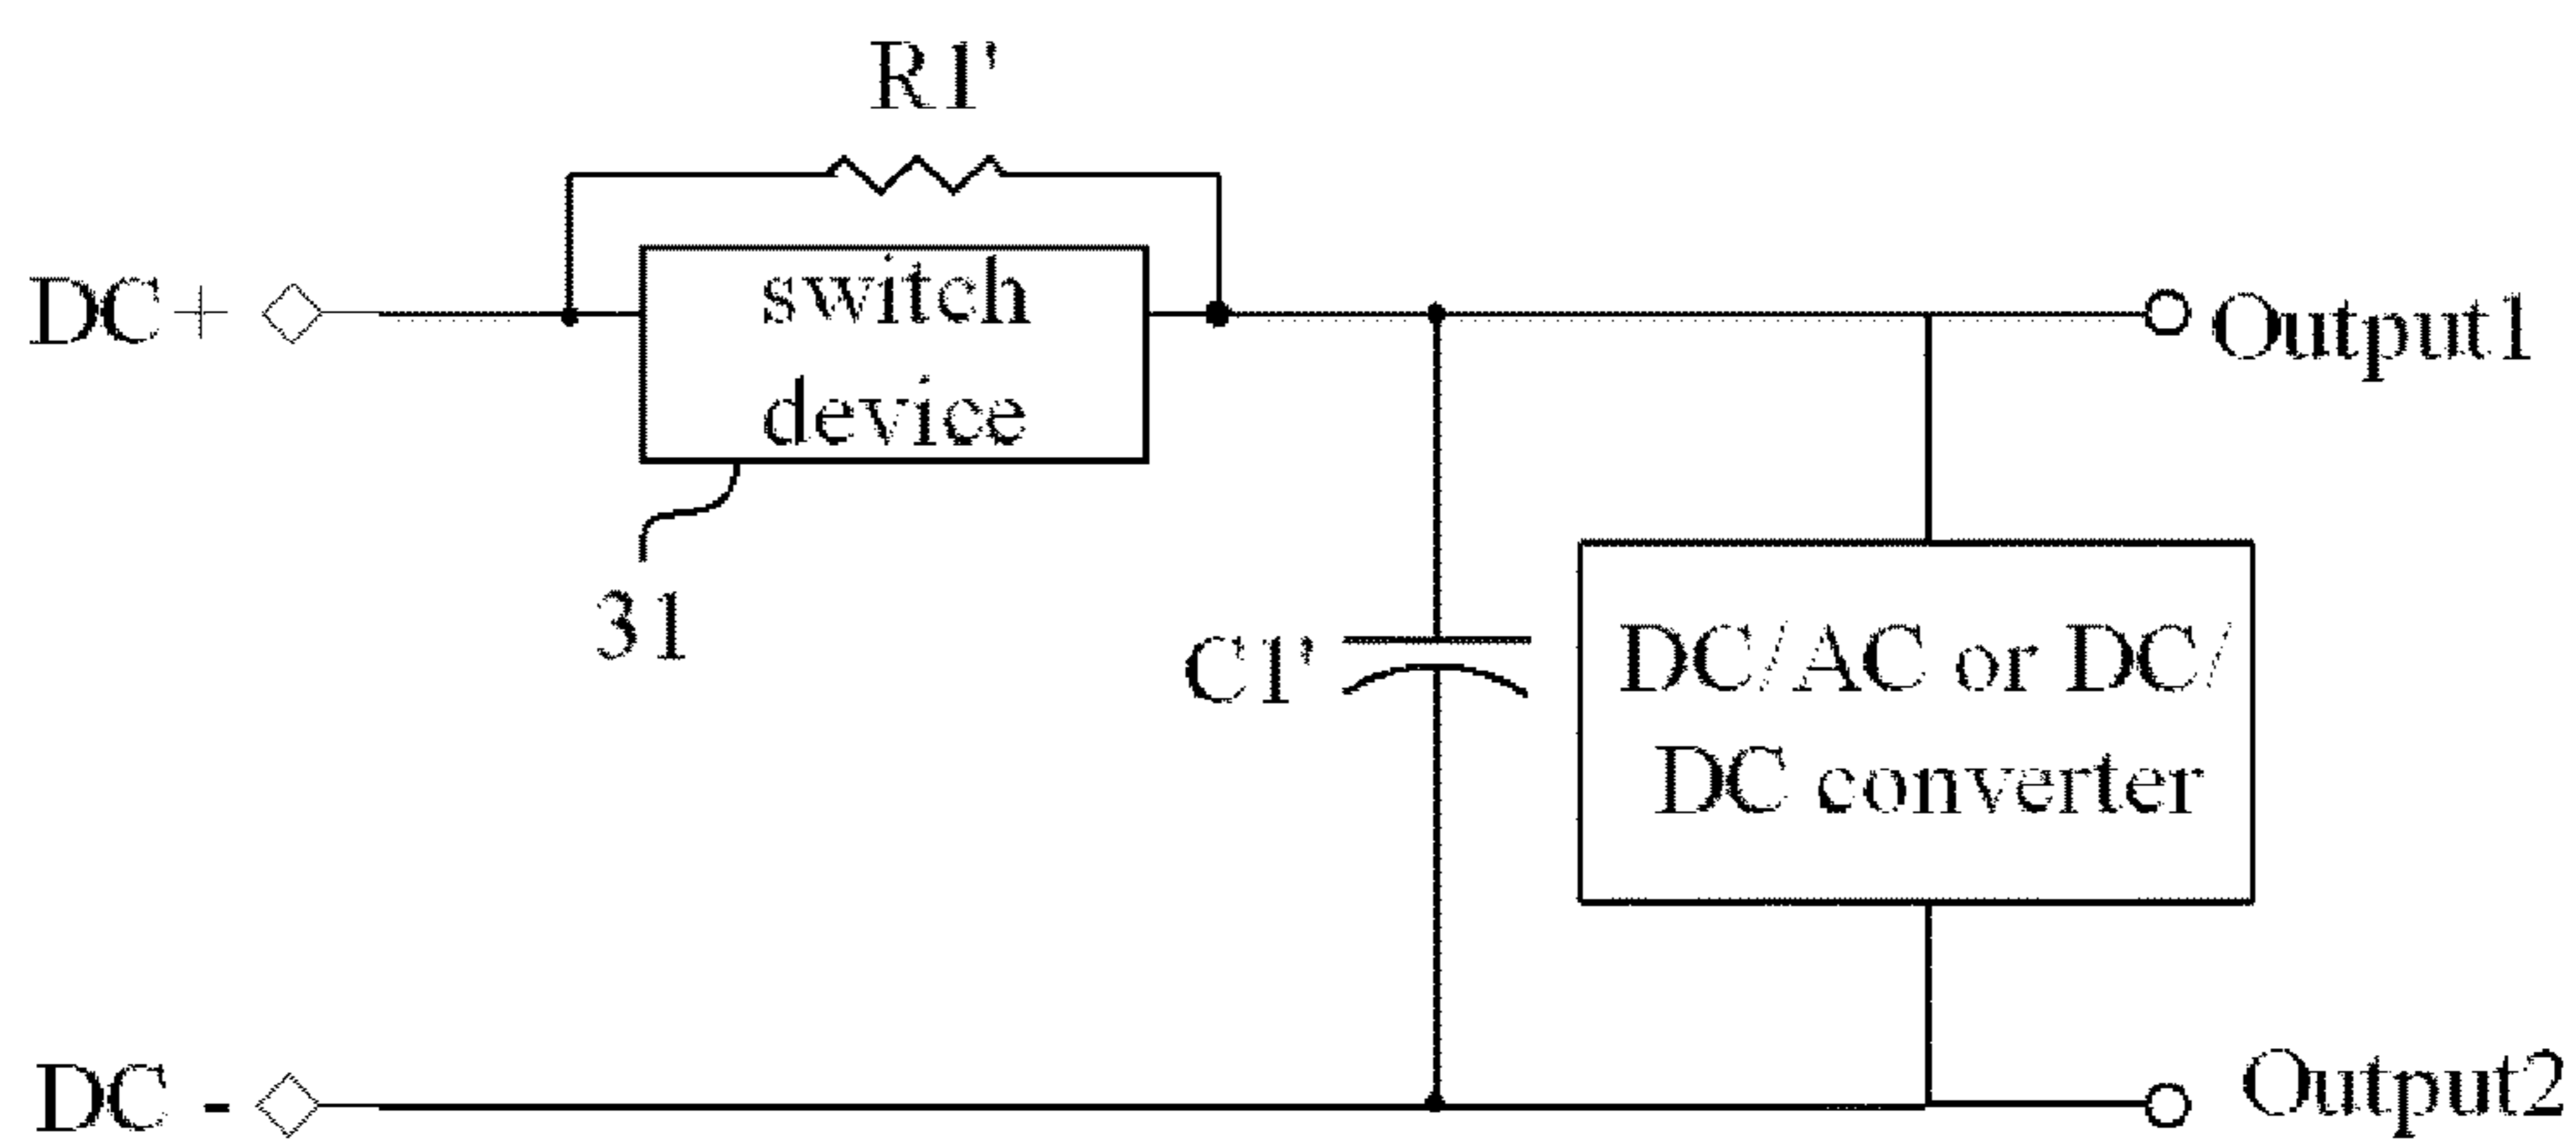 R1'
DC+
switch
device
Output1
31
C1'
DC/AC or DC/
DC converter
DC -
Output2